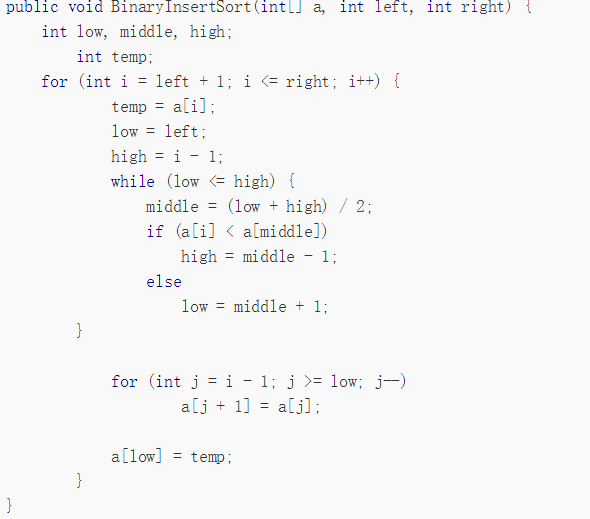 public void BinaryInsertSort(int[] a, int left, int right) {
    int low, middle, high;
        int temp;
    for (int i = left + 1; i <= right; i++) {
            temp = a[i];
            low = left;
            high = i - 1;
            while (low <= high) {
                middle = (low + high) / 2;
                if (a[i] < a[middle])
                    high = middle - 1;
                else
                    low = middle + 1;
        }
            for (int j = i - 1; j >= low; j--)
                    a[j + 1] = a[j];
            a[low] = temp;
        }
}